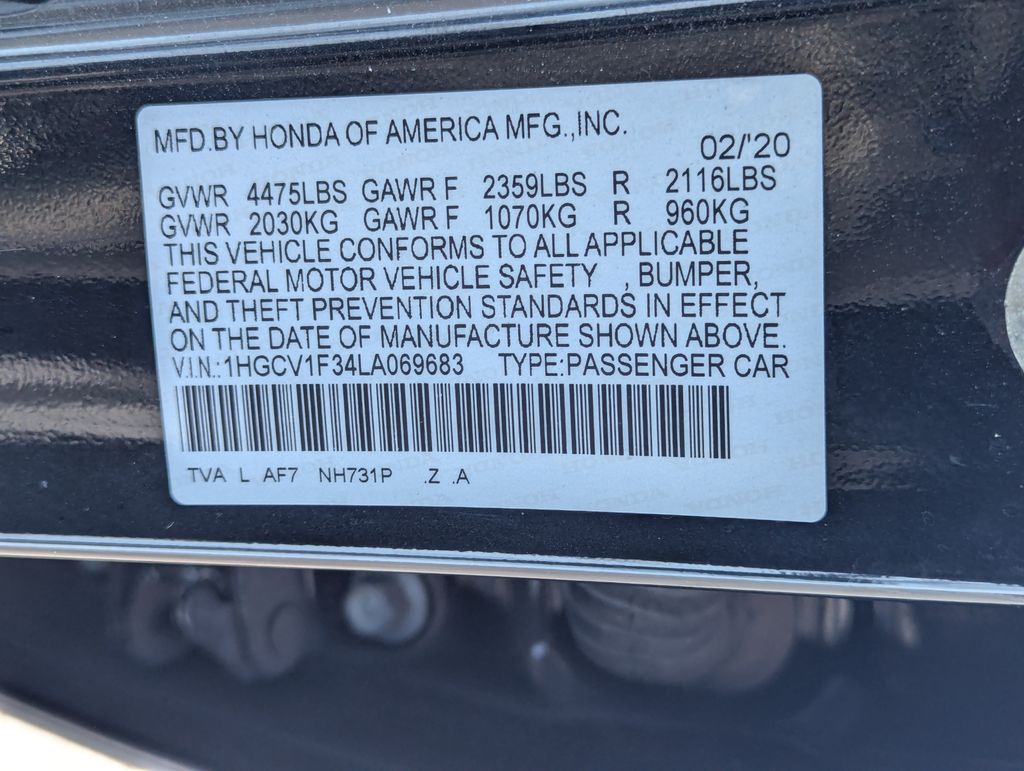 MFD.BY HONDA OF AMERICA MFG.,INC.
02/'20
GVWR 4475LBS GAWR F 2359LBS R 2116LBS
GVWR 2030KG GAWR F 1070KG R 960KG
THIS VEHICLE CONFORMS TO ALL APPLICABLE
FEDERAL MOTOR VEHICLE SAFETY , BUMPER,
AND THEFT PREVENTION STANDARDS IN EFFECT
ON THE DATE OF MANUFACTURE SHOWN ABOVE.
V.I.N.:1HGCV1F34LA069683 TYPE:PASSENGER CAR
TVA L AF7 NH731P .Z .A